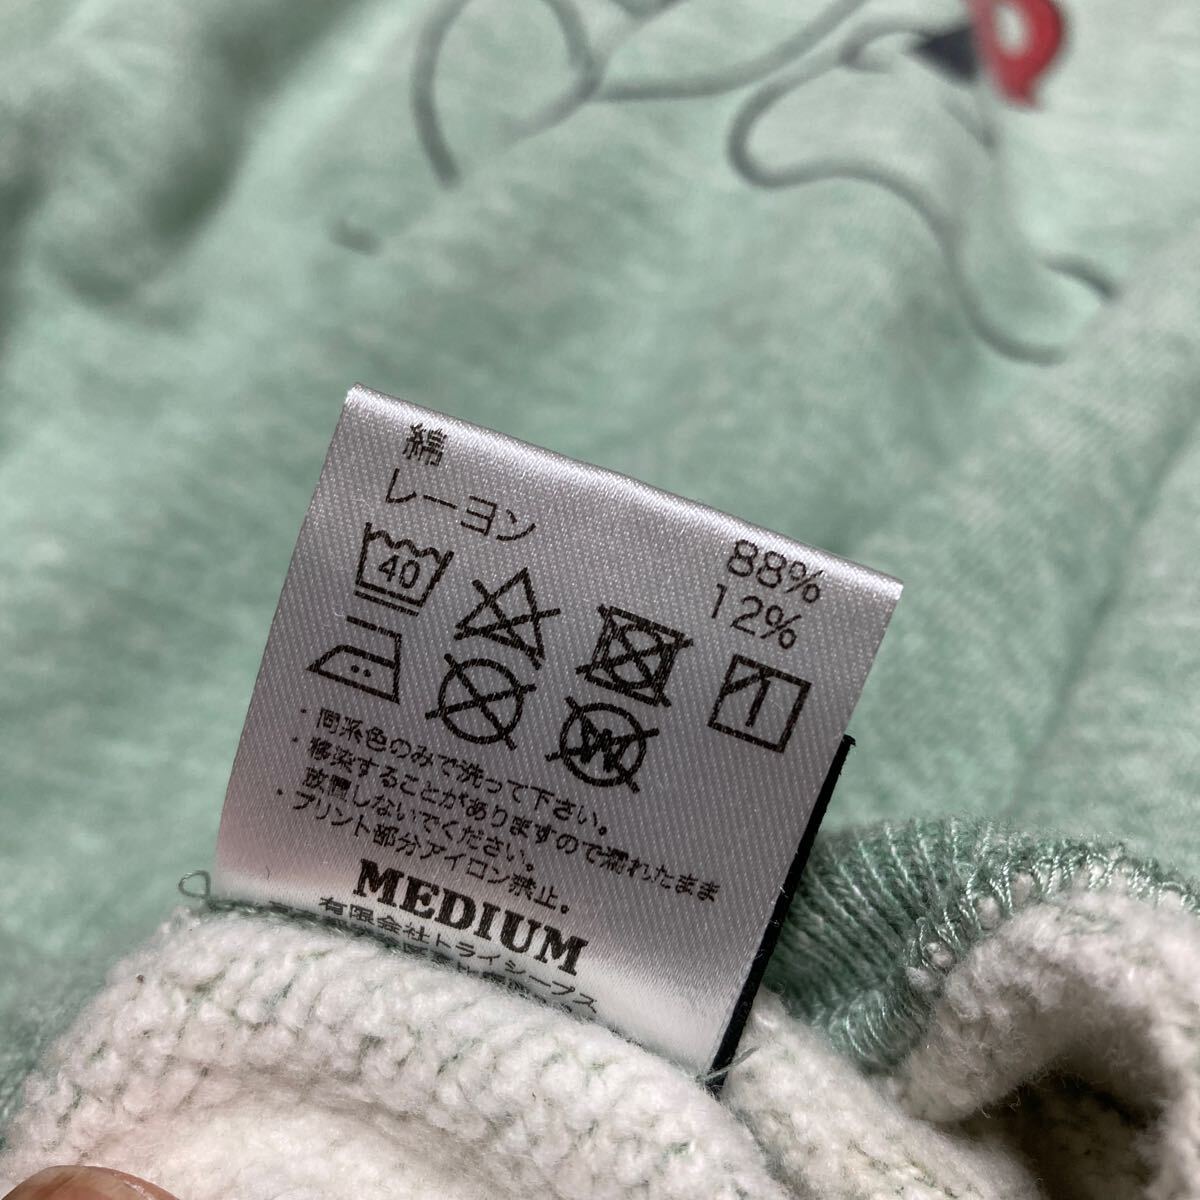 綿 88%
レーヨン 12%
40
W
・同系色のみで洗って下さい。
・移染することがありますので濡れたまま
放置しないでください。
・プリント部分アイロン禁止。
MEDIUM
有限会社トライシープス